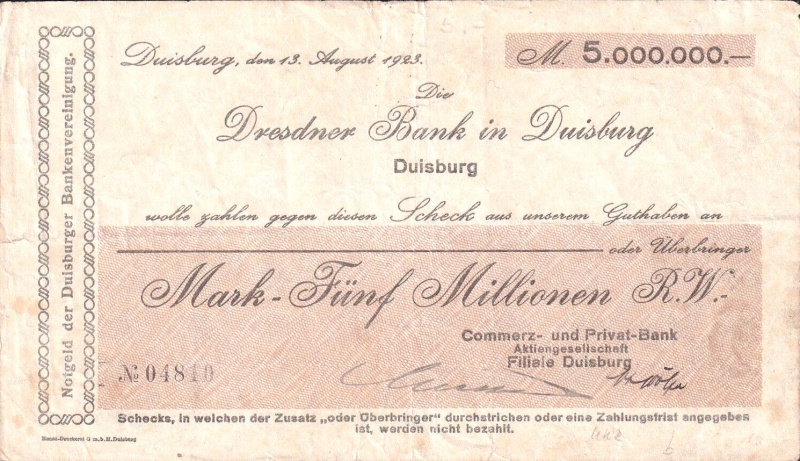 Notgeld der Duisburger Bankenvereinigung.
Duisburg, den 13. August 1923.
M. 5.000.000.—
Die
Dresdner Bank in Duisburg
Duisburg
wolle zahlen gegen diesen Scheck aus unserem Guthaben an
oder Überbringer
Mark-Fünf Millionen R.W.-
Commerz- und Privat-Bank
Aktiengesellschaft
Filiale Duisburg
№ 04810
Schecks, in welchen der Zusatz „oder Überbringer" durchstrichen oder eine Zahlungsfrist angegeben
ist, werden nicht bezahlt.
G m. b. H. Duisburg